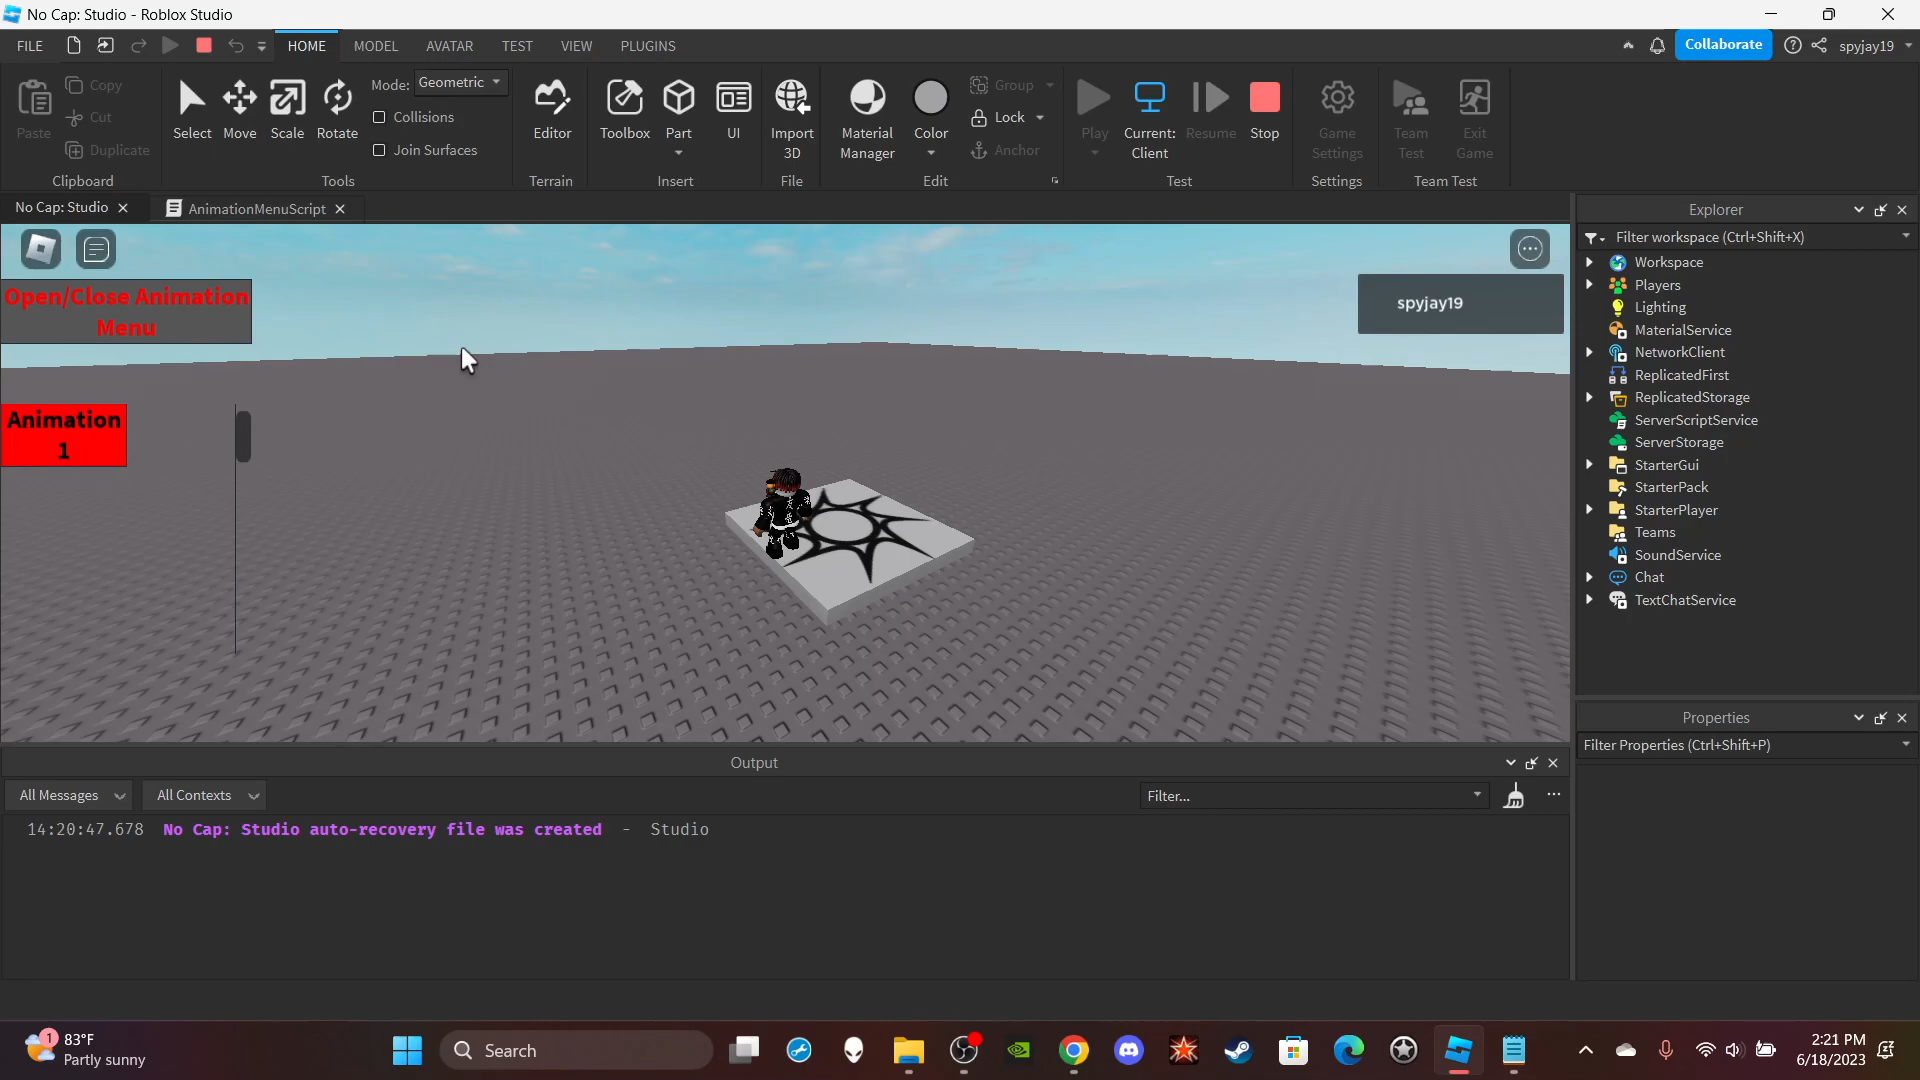 No Cap: Studio - Roblox Studio
FILE
HOME
MODEL
AVATAR
TEST
VIEW
PLUGINS
Collaborate
spyjay19
Paste
Copy
Cut
Duplicate
Clipboard
Select
Move
Scale
Rotate
Mode: Geometric
Collisions
Join Surfaces
Tools
Editor
Terrain
Toolbox
Part
UI
Insert
Import
3D
File
Material
Manager
Color
Group
Lock
Anchor
Edit
Play
Current:
Client
Resume
Stop
Test
Game
Settings
Settings
Team
Test
Exit
Game
Team Test
No Cap: Studio
AnimationMenuScript
Open/Close Animation
Menu
Animation
1
spyjay19
Explorer
Filter workspace (Ctrl+Shift+X)
Workspace
Players
Lighting
MaterialService
NetworkClient
ReplicatedFirst
ReplicatedStorage
ServerScriptService
ServerStorage
StarterGui
StarterPack
StarterPlayer
Teams
SoundService
Chat
TextChatService
Properties
Filter Properties (Ctrl+Shift+P)
Output
All Messages
All Contexts
Filter...
14:20:47.678 No Cap: Studio auto-recovery file was created - Studio
1
83°F
Partly sunny
Search
2:21 PM
6/18/2023